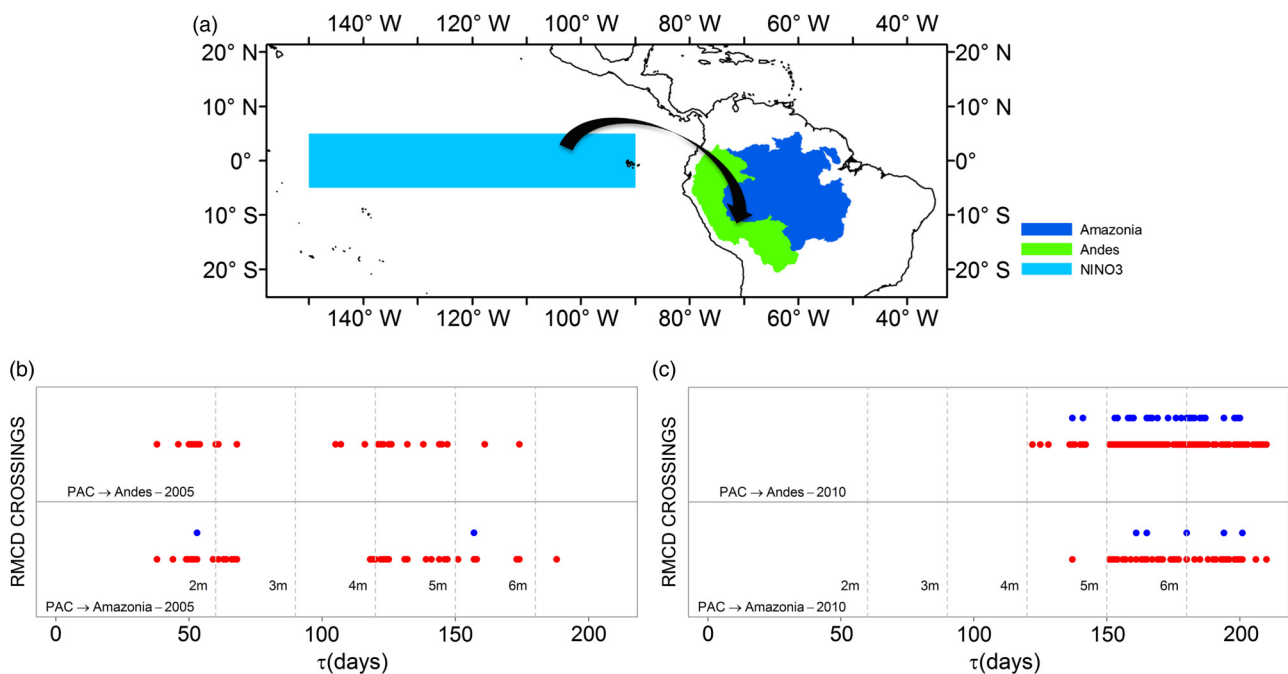 (a)
140° W 120° W 100° W 80° W 60° W 40° W
20° N 20° N
10° N 10° N
0° 0°
10° S 10° S
20° S 20° S
140° W 120° W 100° W 80° W 60° W 40° W
Amazonia
Andes
NINO3
(b)
RMCD CROSSINGS
PAC → Andes – 2005
2m 3m 4m 5m 6m
PAC → Amazonia – 2005
0 50 100 150 200
τ(days)
(c)
RMCD CROSSINGS
PAC → Andes – 2010
2m 3m 4m 5m 6m
PAC → Amazonia – 2010
0 50 100 150 200
τ(days)